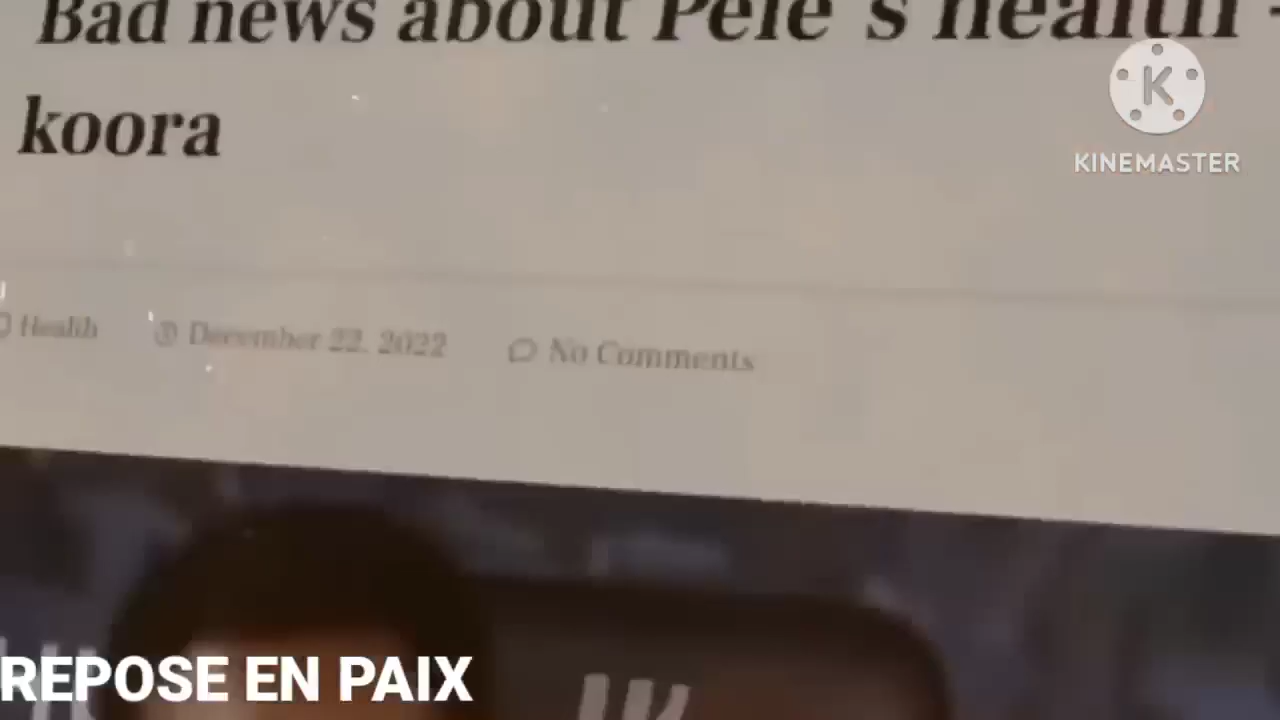 Bad news about Pele's health -
koora
K
KINEMASTER
Health December 22, 2022 No Comments
REPOSE EN PAIX